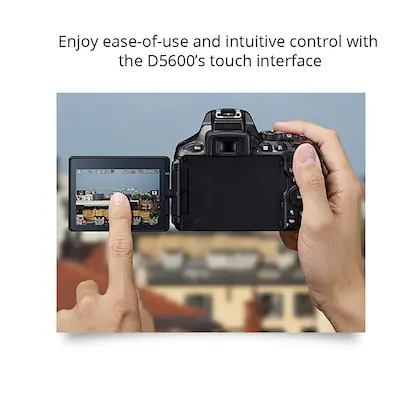 Enjoy ease-of-use and intuitive control with
the D5600's touch interface